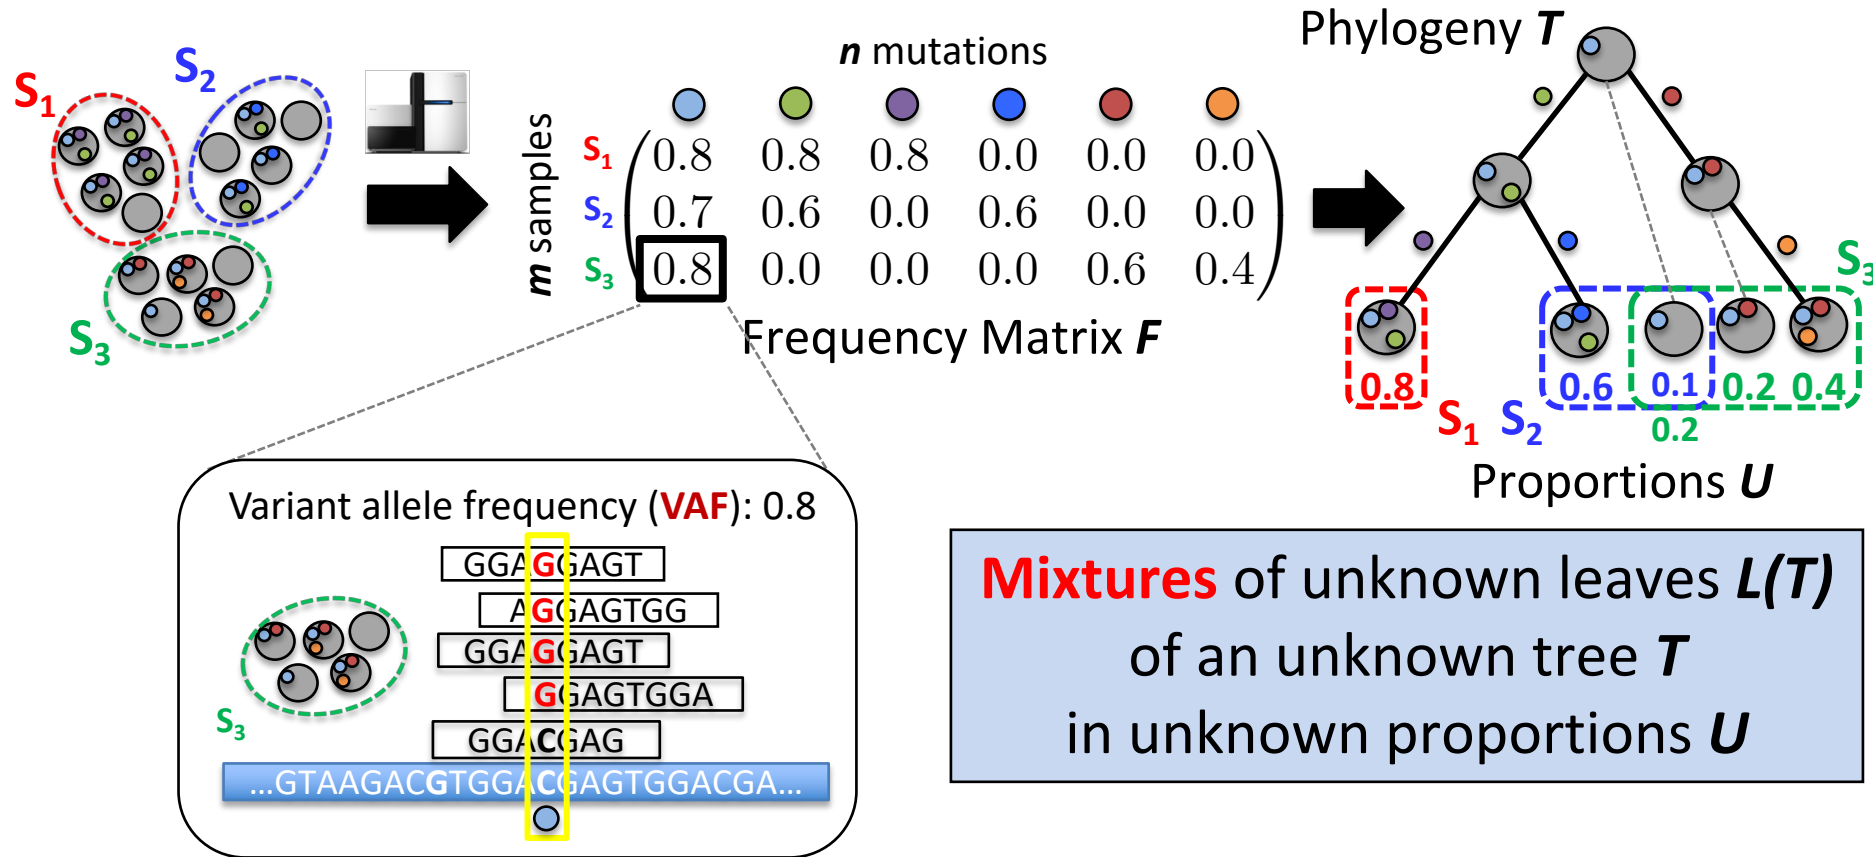 S1
S2
S3
n mutations
m samples
S1 0.8 0.8 0.8 0.0 0.0 0.0
S2 0.7 0.6 0.0 0.6 0.0 0.0
S3 0.8 0.0 0.0 0.0 0.6 0.4
Frequency Matrix F
Phylogeny T
S3
0.8 0.6 0.1 0.2 0.4
0.2
S1 S2
Proportions U
Variant allele frequency (VAF): 0.8
GGAGGAGT
AGGAGTGG
GGAGGAGT
GGAGTGGA
GGACGAG
...GTAAGACGTGGACGAGTGGACGA...
S3
Mixtures of unknown leaves L(T)
of an unknown tree T
in unknown proportions U